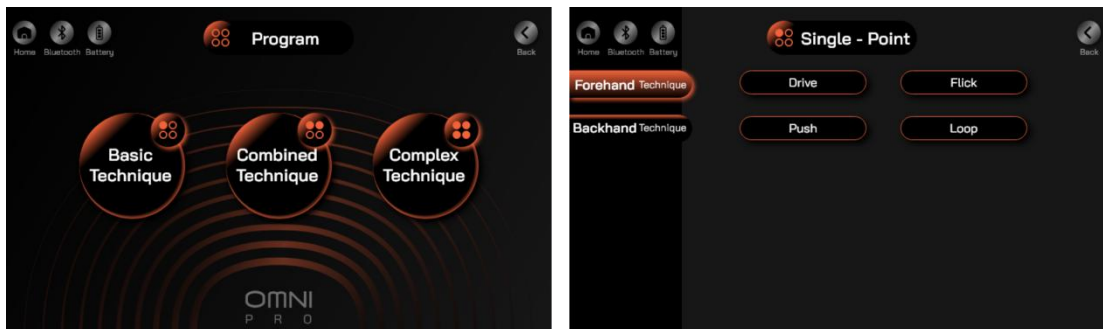 Program
Home Bluetooth Battery
Back
Basic
Technique
Combined
Technique
Complex
Technique
OMNI
PRO
Single - Point
Home Bluetooth Battery
Back
Forehand Technique
Drive
Flick
Backhand Technique
Push
Loop